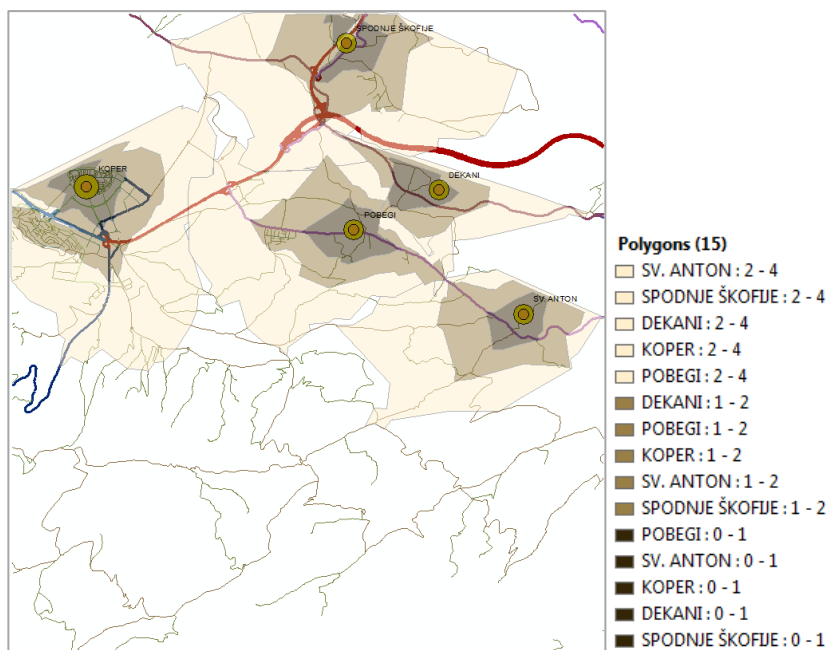 SPODNJE ŠKOFIJE
KOPER
DEKANI
POBEGI
SV. ANTON
Polygons (15)
SV. ANTON : 2 - 4
SPODNJE ŠKOFIJE : 2 - 4
DEKANI : 2 - 4
KOPER : 2 - 4
POBEGI : 2 - 4
DEKANI : 1 - 2
POBEGI : 1 - 2
KOPER : 1 - 2
SV. ANTON : 1 - 2
SPODNJE ŠKOFIJE : 1 - 2
POBEGI : 0 - 1
SV. ANTON : 0 - 1
KOPER : 0 - 1
DEKANI : 0 - 1
SPODNJE ŠKOFIJE : 0 - 1